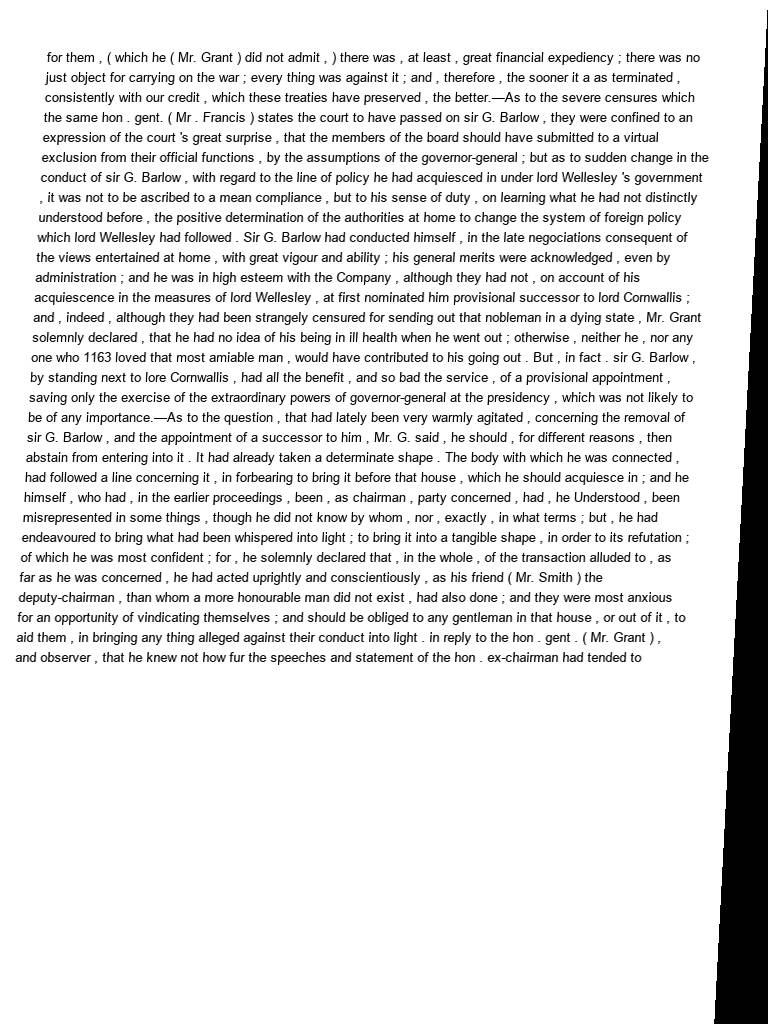 for them , ( which he ( Mr. Grant ) did not admit , ) there was , at least , great financial expediency ; there was no
just object for carrying on the war ; every thing was against it ; and , therefore , the sooner it a as terminated ,
consistently with our credit , which these treaties have preserved , the better.—As to the severe censures which
the same hon . gent. ( Mr . Francis ) states the court to have passed on sir G. Barlow , they were confined to an
expression of the court 's great surprise , that the members of the board should have submitted to a virtual
exclusion from their official functions , by the assumptions of the governor-general ; but as to sudden change in the
conduct of sir G. Barlow , with regard to the line of policy he had acquiesced in under lord Wellesley 's government
, it was not to be ascribed to a mean compliance , but to his sense of duty , on learning what he had not distinctly
understood before , the positive determination of the authorities at home to change the system of foreign policy
which lord Wellesley had followed . Sir G. Barlow had conducted himself , in the late negociations consequent of
the views entertained at home , with great vigour and ability ; his general merits were acknowledged , even by
administration ; and he was in high esteem with the Company , although they had not , on account of his
acquiescence in the measures of lord Wellesley , at first nominated him provisional successor to lord Cornwallis ;
and , indeed , although they had been strangely censured for sending out that nobleman in a dying state , Mr. Grant
solemnly declared , that he had no idea of his being in ill health when he went out ; otherwise , neither he , nor any
one who 1163 loved that most amiable man , would have contributed to his going out . But , in fact . sir G. Barlow ,
by standing next to lore Cornwallis , had all the benefit , and so bad the service , of a provisional appointment ,
saving only the exercise of the extraordinary powers of governor-general at the presidency , which was not likely to
be of any importance.—As to the question , that had lately been very warmly agitated , concerning the removal of
sir G. Barlow , and the appointment of a successor to him , Mr. G. said , he should , for different reasons , then
abstain from entering into it . It had already taken a determinate shape . The body with which he was connected ,
had followed a line concerning it , in forbearing to bring it before that house , which he should acquiesce in ; and he
himself , who had , in the earlier proceedings , been , as chairman , party concerned , had , he Understood , been
misrepresented in some things , though he did not know by whom , nor , exactly , in what terms ; but , he had
endeavoured to bring what had been whispered into light ; to bring it into a tangible shape , in order to its refutation ;
of which he was most confident ; for , he solemnly declared that , in the whole , of the transaction alluded to , as
far as he was concerned , he had acted uprightly and conscientiously , as his friend ( Mr. Smith ) the
deputy-chairman , than whom a more honourable man did not exist , had also done ; and they were most anxious
for an opportunity of vindicating themselves ; and should be obliged to any gentleman in that house , or out of it , to
aid them , in bringing any thing alleged against their conduct into light . in reply to the hon . gent . ( Mr. Grant ) ,
and observer , that he knew not how fur the speeches and statement of the hon . ex-chairman had tended to